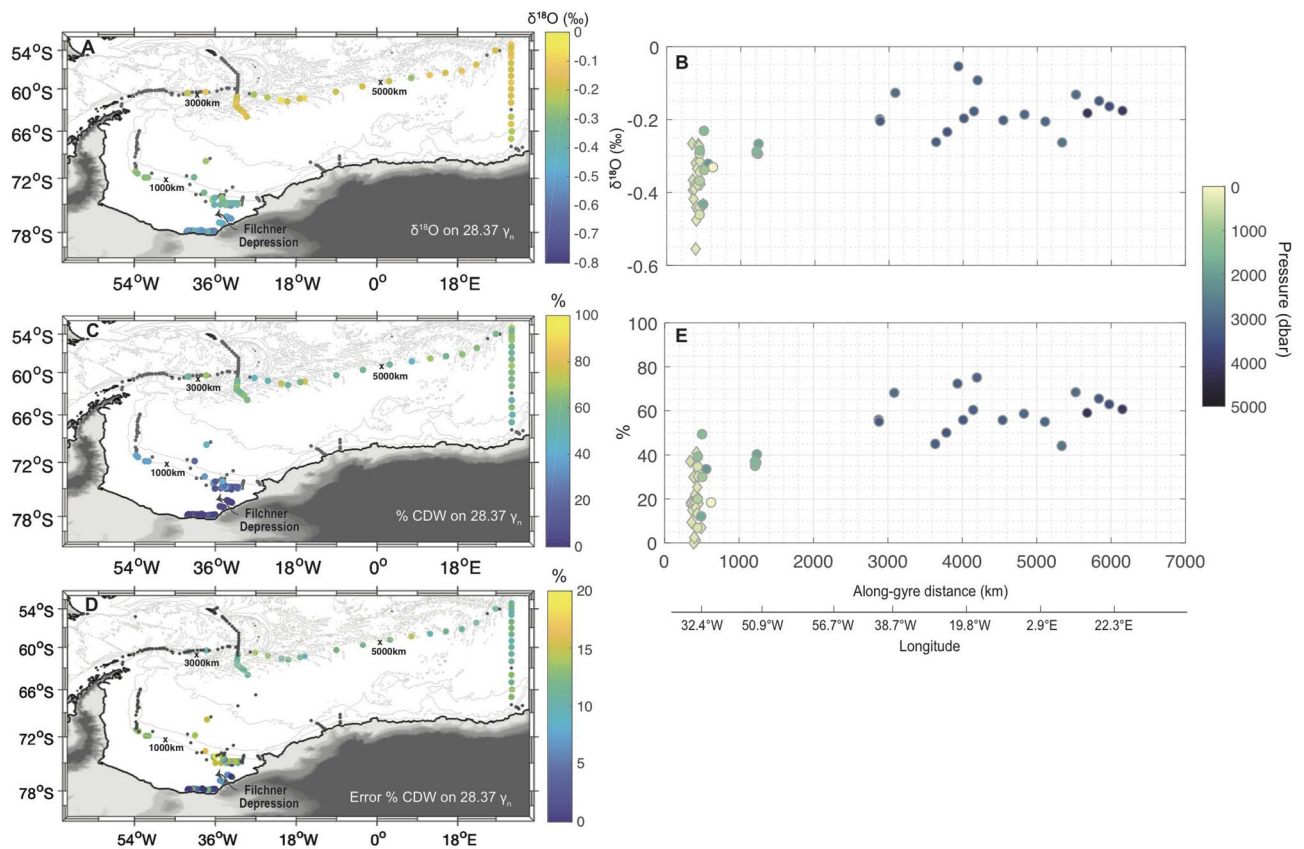 δ¹⁸O (‰)
A
54°S
60°S
66°S
72°S
78°S
3000km
5000km
1000km
Filchner
Depression
δ¹⁸O on 28.37 γₙ
54°W 36°W 18°W 0° 18°E
0
-0.1
-0.2
-0.3
-0.4
-0.5
-0.6
-0.7
-0.8
B
δ¹⁸O (‰)
0
-0.2
-0.4
-0.6
%
C
54°S
60°S
66°S
72°S
78°S
3000km
5000km
1000km
Filchner
Depression
% CDW on 28.37 γₙ
54°W 36°W 18°W 0° 18°E
100
80
60
40
20
0
E
%
100
80
60
40
20
0
0 1000 2000 3000 4000 5000 6000 7000
Along-gyre distance (km)
32.4°W 50.9°W 56.7°W 38.7°W 19.8°W 2.9°E 22.3°E
Longitude
0
1000
2000
3000
4000
5000
Pressure (dbar)
%
D
54°S
60°S
66°S
72°S
78°S
3000km
5000km
1000km
Filchner
Depression
Error % CDW on 28.37 γₙ
54°W 36°W 18°W 0° 18°E
20
15
10
5
0